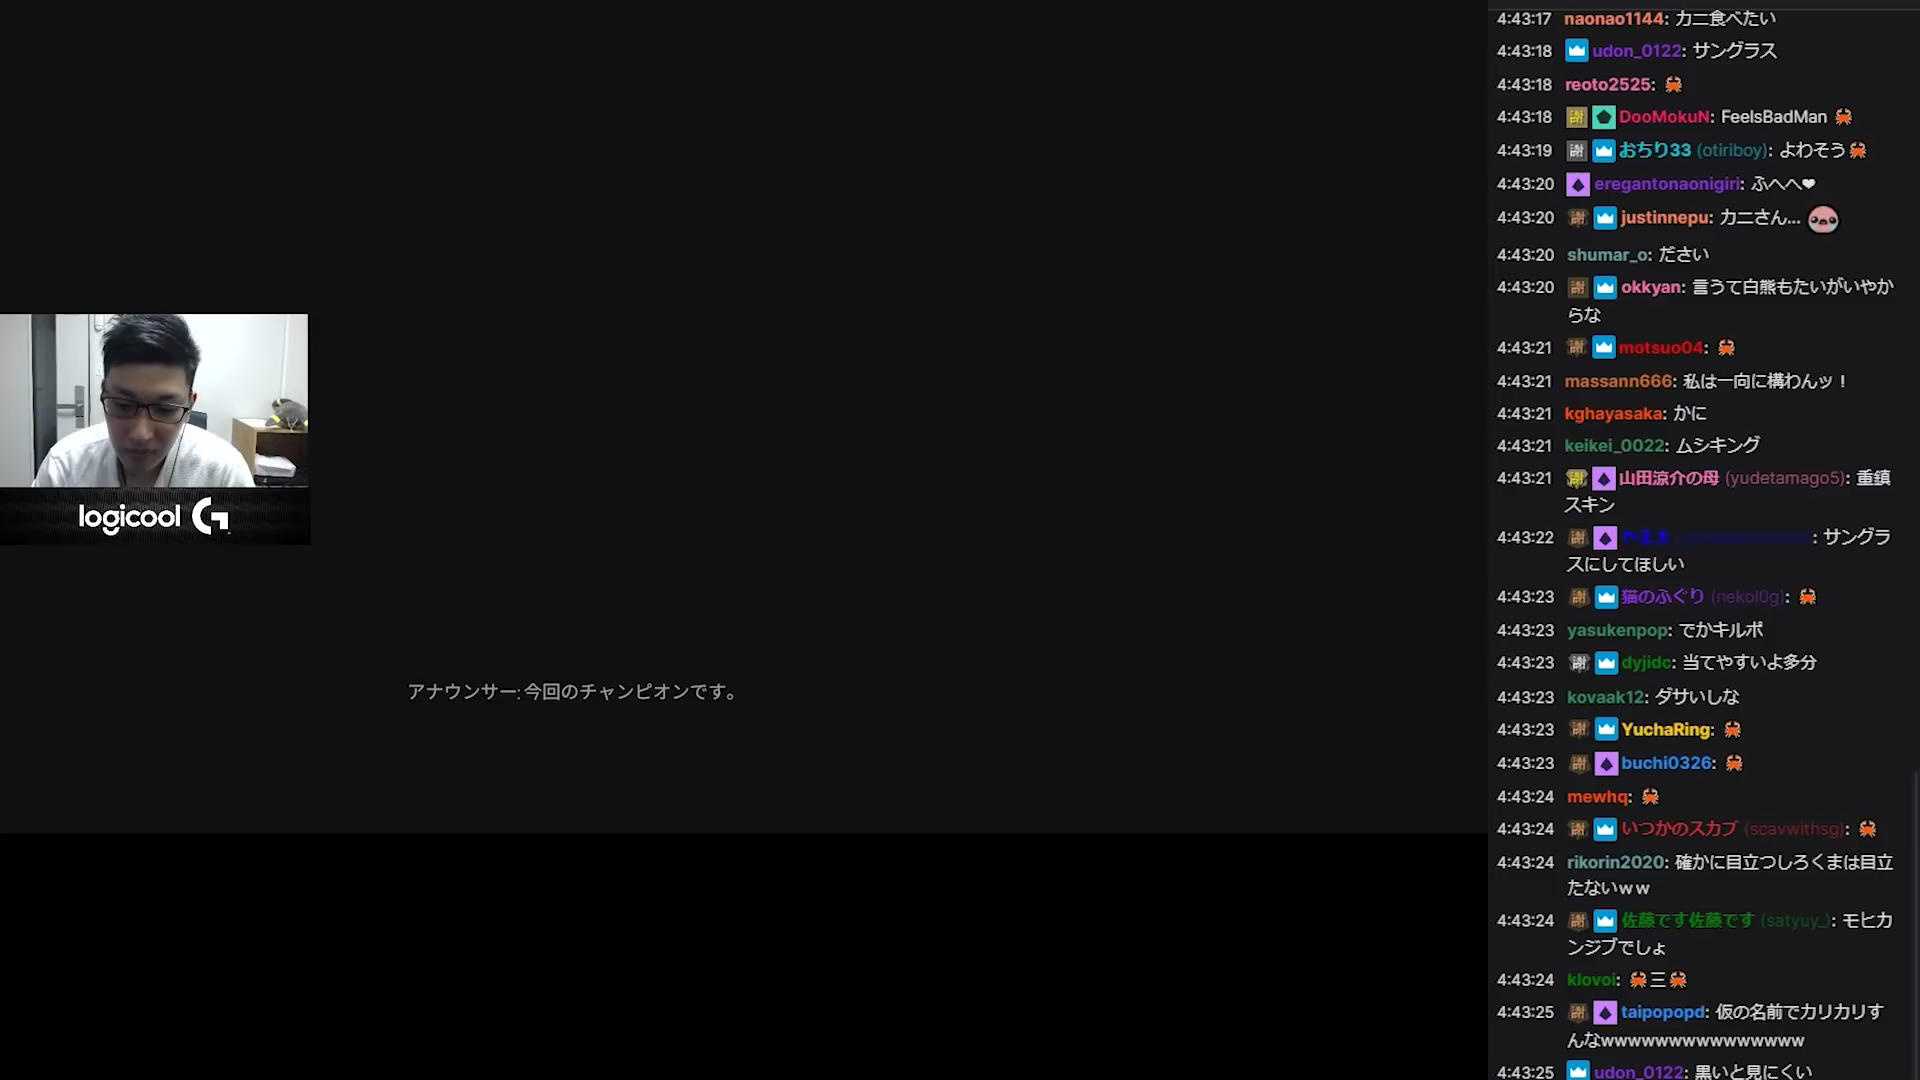 4:43:17 naonao1144: カニ食べたい
4:43:18 udon_0122: サングラス
4:43:18 reoto2525: 🦀
4:43:18 謝 DooMokuN: FeelsBadMan 🦀
4:43:19 謝 おちり33 (otiriboy): よわそう🦀
4:43:20 eregantonaonigiri: ふへへ❤
4:43:20 謝 justinnepu: カニさん...
4:43:20 shumar_o: ださい
4:43:20 謝 okkyan: 言うて白熊もたいがいやか
らな
4:43:21 謝 motsuo04: 🦀
4:43:21 massann666: 私は一向に構わんッ！
4:43:21 kghayasaka: かに
4:43:21 keikei_0022: ムシキング
4:43:21 謝 山田涼介の母 (yudetamago5): 重鎮
スキン
4:43:22 謝 : サングラ
スにしてほしい
4:43:23 謝 猫のふぐり (nekol0g): 🦀
4:43:23 yasukenpop: でかキルポ
4:43:23 謝 dyjidc: 当てやすいよ多分
4:43:23 kovaak12: ダサいしな
4:43:23 謝 YuchaRing: 🦀
4:43:23 謝 buchi0326: 🦀
4:43:24 mewhq: 🦀
4:43:24 謝 いつかのスカブ (scavwithsg): 🦀
4:43:24 rikorin2020: 確かに目立つしろくまは目立
たないｗｗ
4:43:24 謝 佐藤です佐藤です (satyuy_): モヒカ
ンジブでしょ
4:43:24 klovoi: 🦀三🦀
4:43:25 謝 taipopopd: 仮の名前でカリカリす
んなwwwwwwwwwwwwwww
4:43:25 udon_0122: 黒いと見にくい
logicool G
アナウンサー: 今回のチャンピオンです。